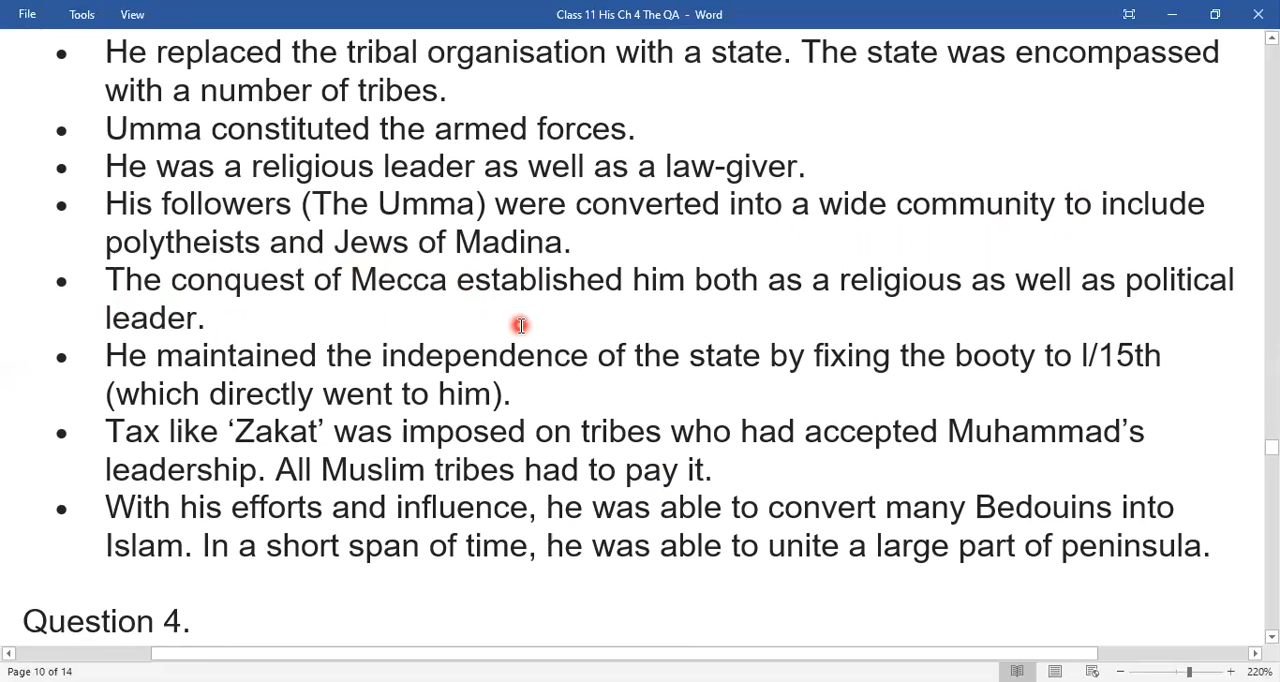 File Tools View Class 11 His Ch 4 The QA - Word
• He replaced the tribal organisation with a state. The state was encompassed
with a number of tribes.
• Umma constituted the armed forces.
• He was a religious leader as well as a law-giver.
• His followers (The Umma) were converted into a wide community to include
polytheists and Jews of Madina.
• The conquest of Mecca established him both as a religious as well as political
leader.
• He maintained the independence of the state by fixing the booty to l/15th
(which directly went to him).
• Tax like ‘Zakat’ was imposed on tribes who had accepted Muhammad’s
leadership. All Muslim tribes had to pay it.
• With his efforts and influence, he was able to convert many Bedouins into
Islam. In a short span of time, he was able to unite a large part of peninsula.
Question 4.
Page 10 of 14 220%